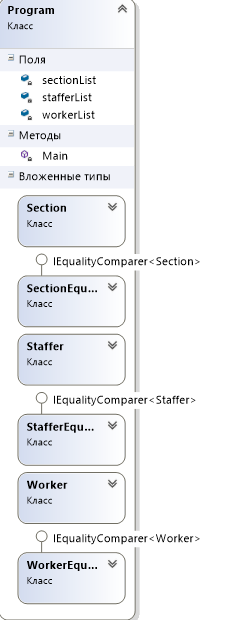 Program
Класс
Поля
sectionList
stafferList
workerList
Методы
Main
Вложенные типы
Section
Класс
IEqualityComparer<Section>
SectionEqu...
Класс
Staffer
Класс
IEqualityComparer<Staffer>
StafferEqu...
Класс
Worker
Класс
IEqualityComparer<Worker>
WorkerEqu...
Класс